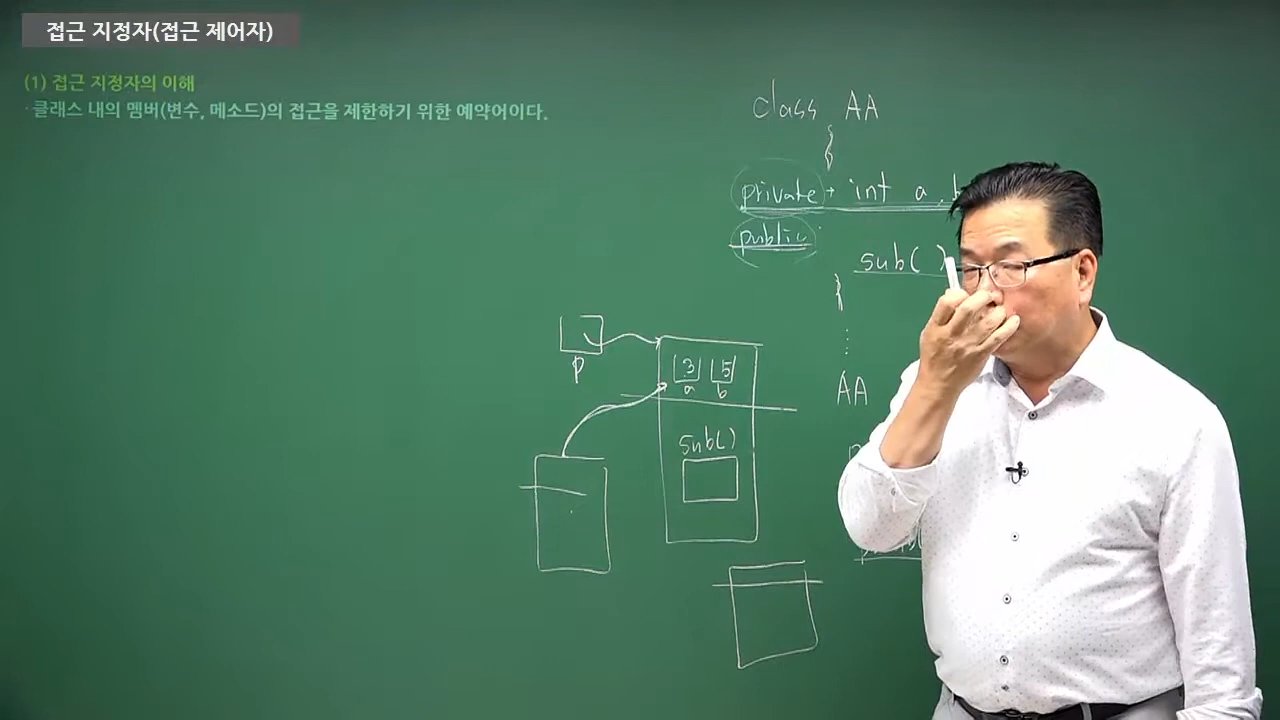 접근 지정자(접근 제어자)
(1) 접근 지정자의 이해
·클래스 내의 멤버(변수, 메소드)의 접근을 제한하기 위한 예약어이다.
class AA
{
private int a,
public
sub( )
{
⋮
AA
p
3 5
a b
sub()